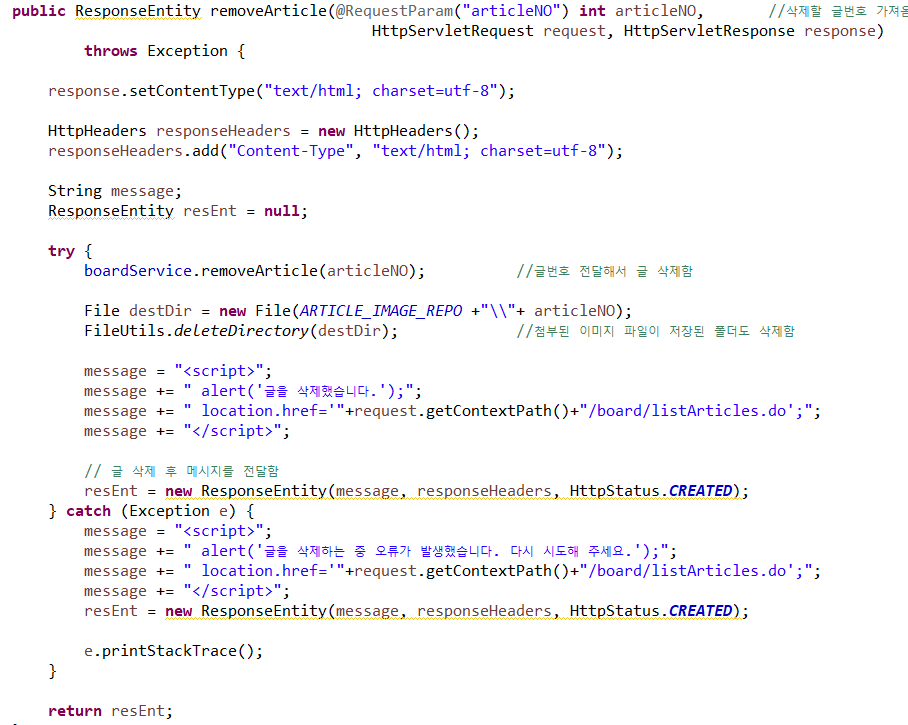 public ResponseEntity removeArticle(@RequestParam("articleNO") int articleNO, //삭제할 글번호 가져옴
HttpServletRequest request, HttpServletResponse response)
throws Exception {
response.setContentType("text/html; charset=utf-8");
HttpHeaders responseHeaders = new HttpHeaders();
responseHeaders.add("Content-Type", "text/html; charset=utf-8");
String message;
ResponseEntity resEnt = null;
try {
boardService.removeArticle(articleNO); //글번호 전달해서 글 삭제함
File destDir = new File(ARTICLE_IMAGE_REPO +"\\"+ articleNO);
FileUtils.deleteDirectory(destDir); //첨부된 이미지 파일이 저장된 폴더도 삭제함
message = "<script>";
message += " alert('글을 삭제했습니다.');";
message += " location.href='"+request.getContextPath()+"/board/listArticles.do';";
message += "</script>";
// 글 삭제 후 메시지를 전달함
resEnt = new ResponseEntity(message, responseHeaders, HttpStatus.CREATED);
} catch (Exception e) {
message = "<script>";
message += " alert('글을 삭제하는 중 오류가 발생했습니다. 다시 시도해 주세요.');";
message += " location.href='"+request.getContextPath()+"/board/listArticles.do';";
message += "</script>";
resEnt = new ResponseEntity(message, responseHeaders, HttpStatus.CREATED);
e.printStackTrace();
}
return resEnt;